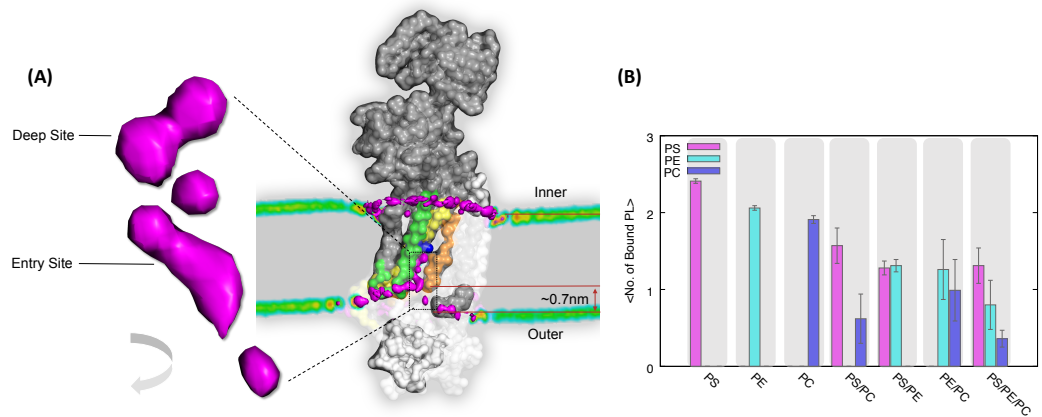 (A)
Deep Site
Entry Site
Inner
~0.7nm
Outer
(B)
<No. of Bound PL>
3
2
1
0
PS
PE
PC
PS
PE
PC
PS/PC
PS/PE
PE/PC
PS/PE/PC